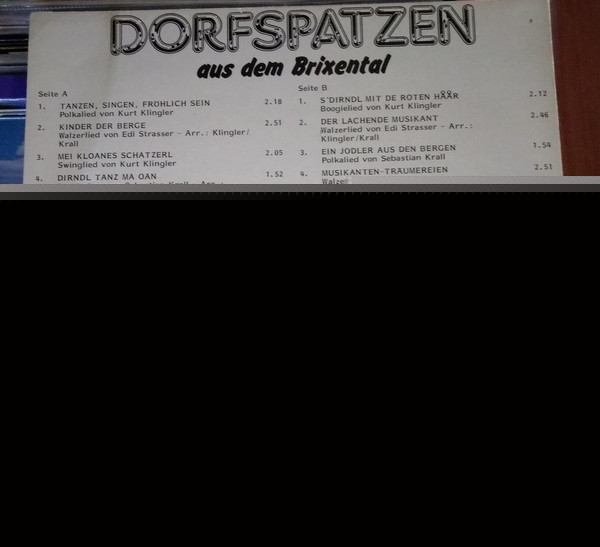 DORFSPATZEN
aus dem Brixental
Seite A
1. TANZEN, SINGEN, FROHLICH SEIN 2.18
Polkalied von Kurt Klingler
2. KINDER DER BERGE 2.51
Walzerlied von Edi Strasser - Arr.: Klingler/
Krall
3. MEI KLOANES SCHATZERL 2.05
Swinglied von Kurt Klingler
4. DIRNDL TANZ MA OAN 1.52
Seite B
1. S'DIRNDL MIT DE ROTEN HÅÅR 2.12
Boogielied von Kurt Klingler
2. DER LACHENDE MUSIKANT 2.46
Walzerlied von Edi Strasser - Arr.:
Klingler/Krall
3. EIN JODLER AUS DEN BERGEN 1.54
Polkalied von Sebastian Krall
4. MUSIKANTEN-TRÄUMEREIEN 2.51